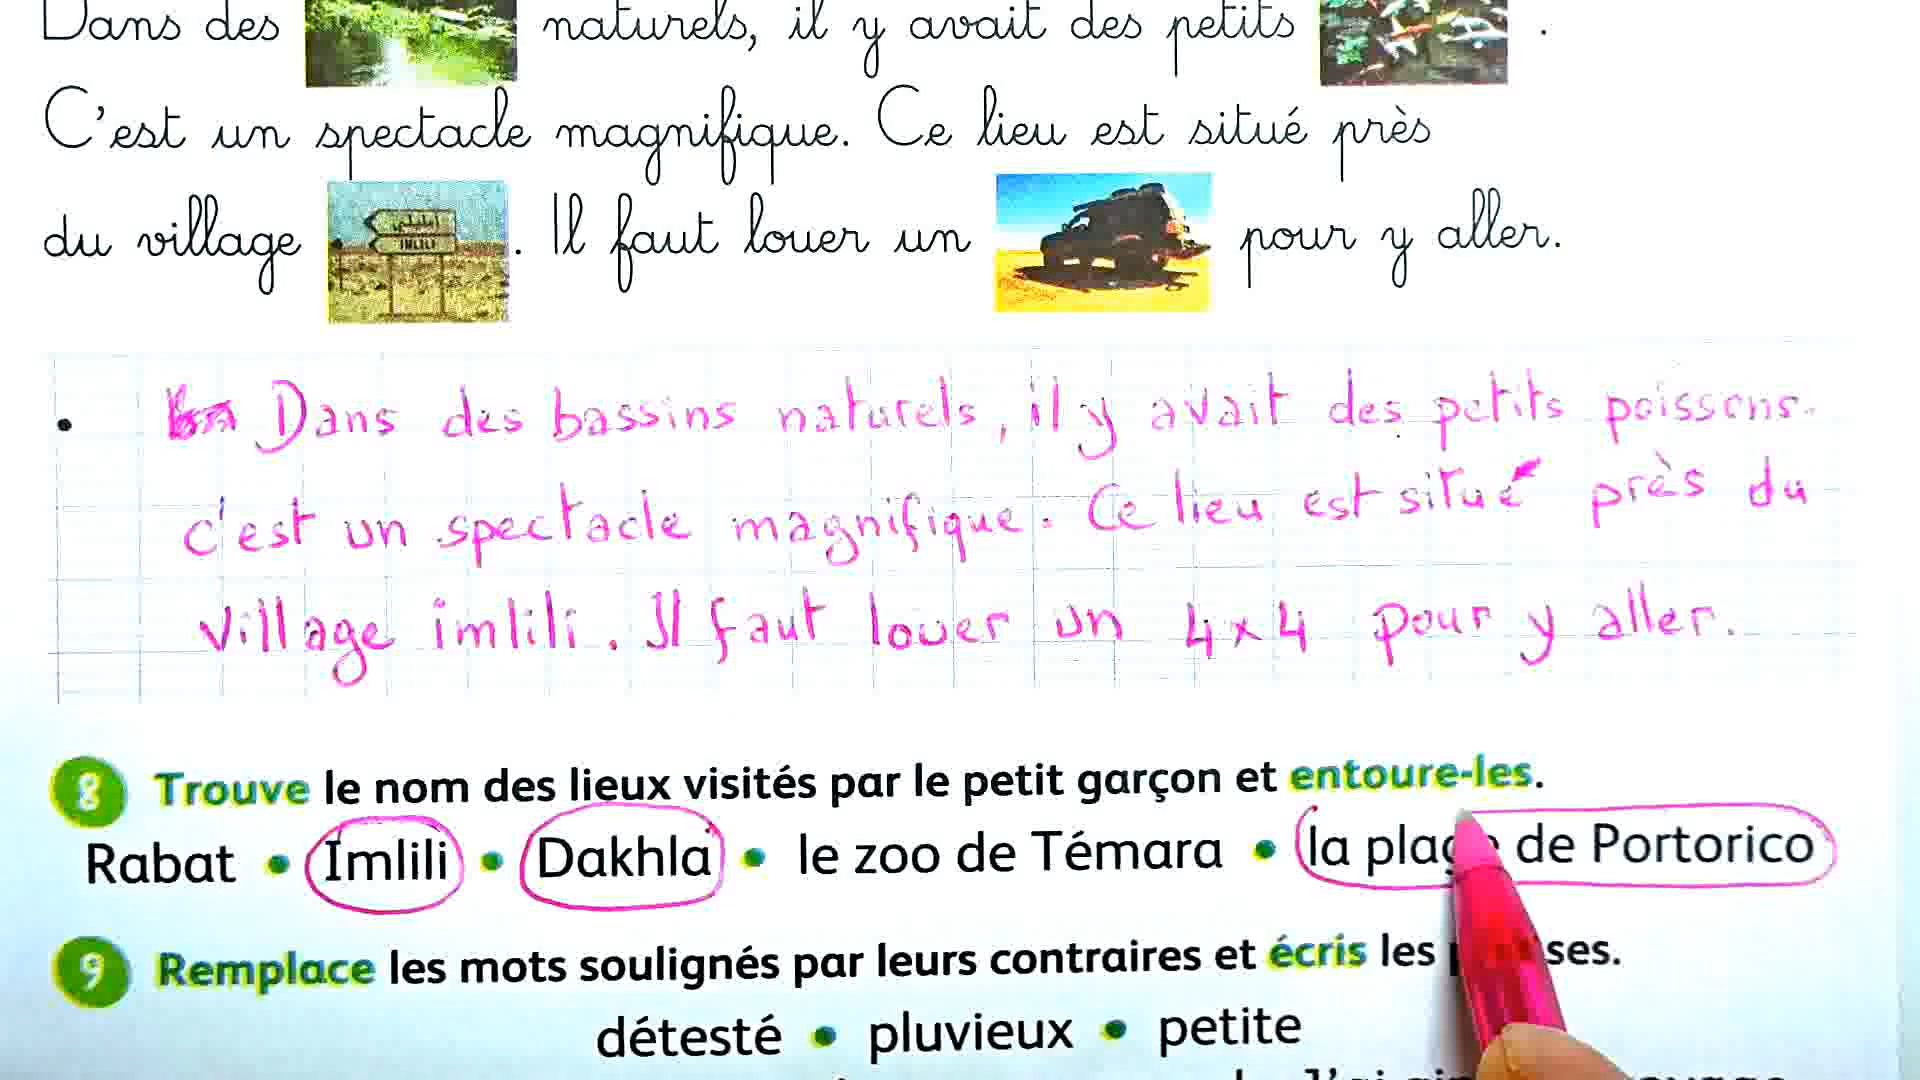 Dans des naturels, il y avait des petits .
C'est un spectacle magnifique. Ce lieu est situé près
إمليلي
IMLILI
du village . Il faut louer un pour y aller.
• Dans des bassins naturels, il y avait des petits poissons.
c'est un spectacle magnifique. Ce lieu est situé près du
village imlili. Il faut louer un 4x4 pour y aller.
8 Trouve le nom des lieux visités par le petit garçon et entoure-les.
Rabat • Imlili • Dakhla • le zoo de Témara • la plage de Portorico
9 Remplace les mots soulignés par leurs contraires et écris les
détesté • pluvieux • petite